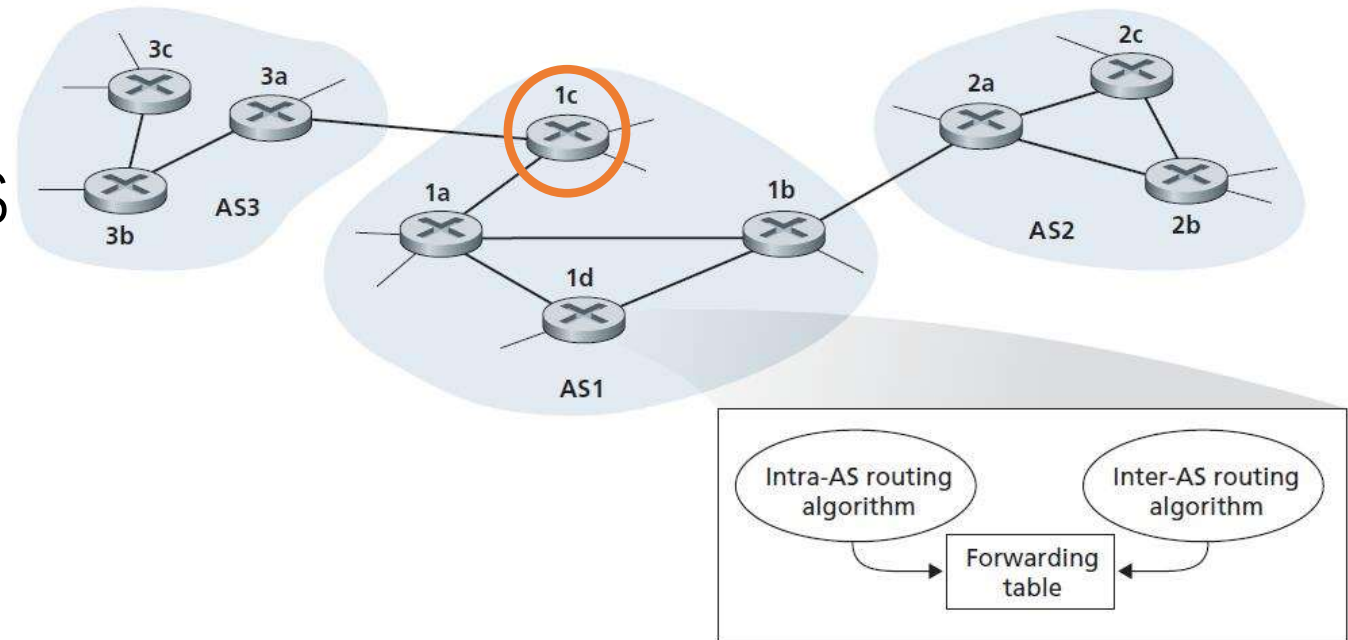 3c
3a
3b
AS3
1c
1a
1b
1d
AS1
2c
2a
2b
AS2
Intra-AS routing
algorithm
Inter-AS routing
algorithm
Forwarding
table